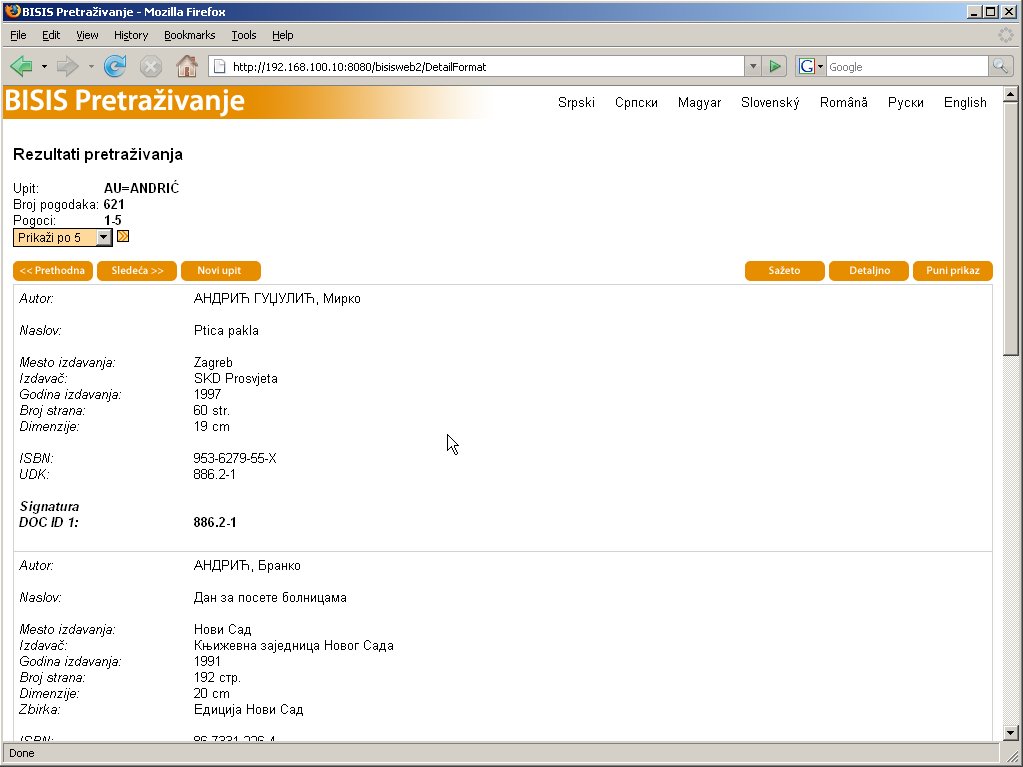 BISIS Pretraživanje - Mozilla Firefox
File Edit View History Bookmarks Tools Help
http://192.168.100.10:8080/bisisweb2/DetailFormat
G Google
BISIS Pretraživanje
Srpski Српски Magyar Slovenský Română Руски English
Rezultati pretraživanja
Upit: AU=ANDRIĆ
Broj pogodaka: 621
Pogoci: 1-5
Prikaži po 5
<< Prethodna Sledeća >> Novi upit Sažeto Detaljno Puni prikaz
Autor: АНДРИЋ ГУЏУЛИЋ, Мирко
Naslov: Ptica pakla
Mesto izdavanja: Zagreb
Izdavač: SKD Prosvjeta
Godina izdavanja: 1997
Broj strana: 60 str.
Dimenzije: 19 cm
ISBN: 953-6279-55-X
UDK: 886.2-1
Signatura
DOC ID 1: 886.2-1
Autor: АНДРИЋ, Бранко
Naslov: Дан за посете болницама
Mesto izdavanja: Нови Сад
Izdavač: Књижевна заједница Новог Сада
Godina izdavanja: 1991
Broj strana: 192 стр.
Dimenzije: 20 cm
Zbirka: Едиција Нови Сад
ISBN: 86-7331-226-4
Done